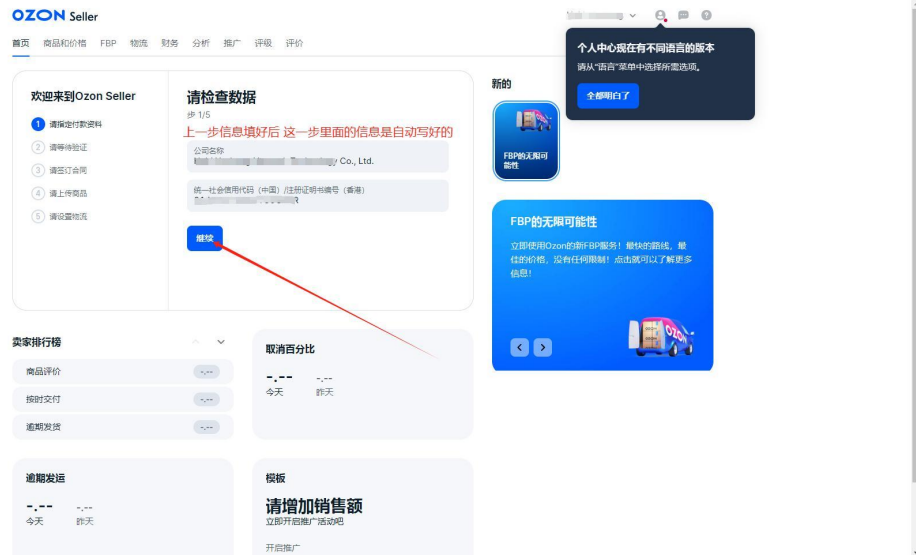 OZON Seller
首页 商品和价格 FBP 物流 财务 分析 推广 评级 评价
个人中心现在有不同语言的版本
请从“语言”菜单中选择所需选项。
全都明白了
欢迎来到Ozon Seller
1 请指定付款资料
2 请等待验证
3 请签订合同
4 请上传商品
5 请设置物流
请检查数据
步 1/5
上一步信息填好后 这一步里面的信息是自动写好的
公司名称
Co., Ltd.
统一社会信用代码（中国）/注册证明书编号（香港）
R
继续
新的
FBP的无限可
能性
FBP的无限可能性
立即使用Ozon的新FBP服务！最快的路线，最
佳的价格，没有任何限制！点击就可以了解更多
信息！
OZON
卖家排行榜
商品评价 -.--
按时交付 -.--
逾期发货 -.--
取消百分比
-.-- -.--
今天 昨天
逾期发运
-.-- -.--
今天 昨天
模板
请增加销售额
立即开启推广活动吧
开启推广